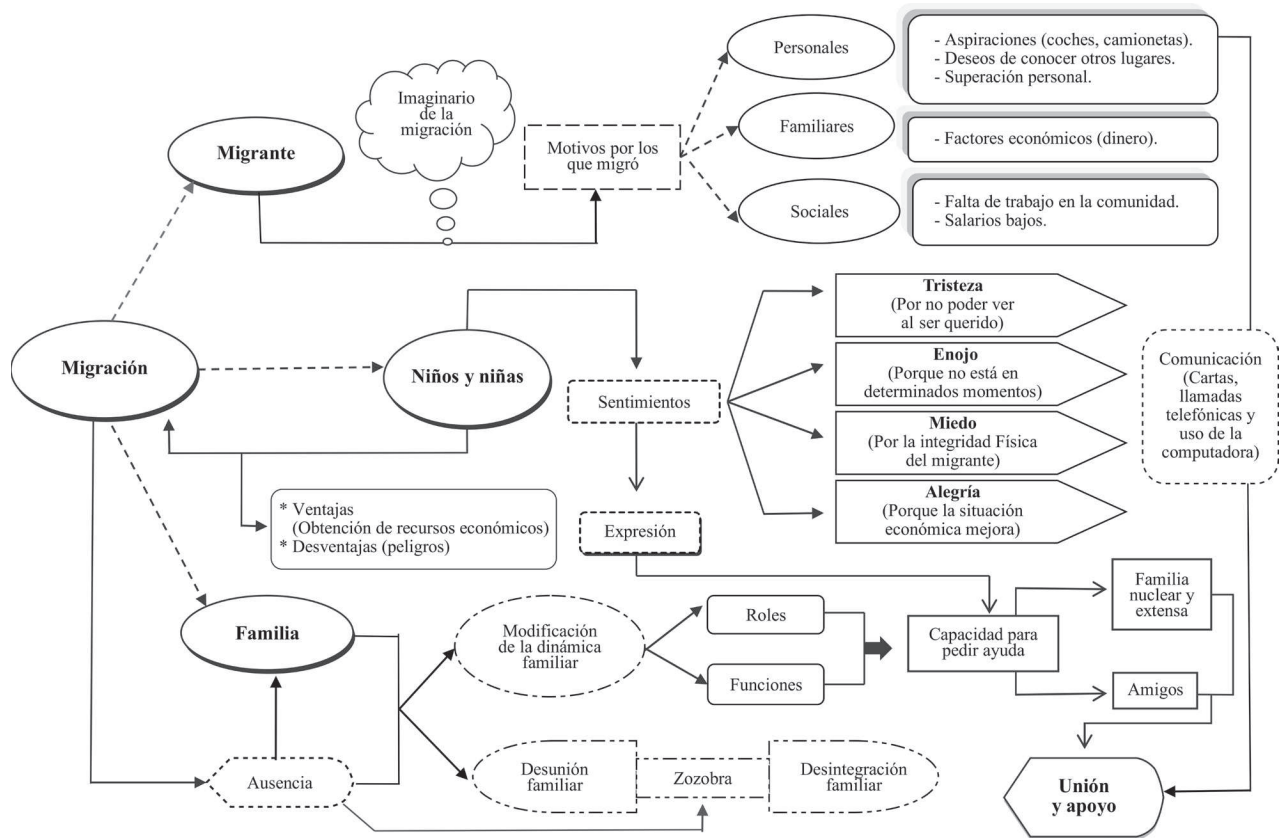 Personales
- Aspiraciones (coches, camionetas).
- Deseos de conocer otros lugares.
- Superación personal.
Imaginario
de la
migración
Migrante
Motivos por los
que migró
Familiares
- Factores económicos (dinero).
Sociales
- Falta de trabajo en la comunidad.
- Salarios bajos.
Migración
Niños y niñas
Sentimientos
Tristeza
(Por no poder ver
al ser querido)
Enojo
(Porque no está en
determinados momentos)
Miedo
(Por la integridad Física
del migrante)
Alegría
(Porque la situación
económica mejora)
Comunicación
(Cartas,
llamadas
telefónicas y
uso de la
computadora)
* Ventajas
(Obtención de recursos económicos)
* Desventajas (peligros)
Expresión
Familia
Modificación
de la dinámica
familiar
Roles
Funciones
Capacidad para
pedir ayuda
Familia
nuclear y
extensa
Amigos
Ausencia
Desunión
familiar
Zozobra
Desintegración
familiar
Unión
y apoyo